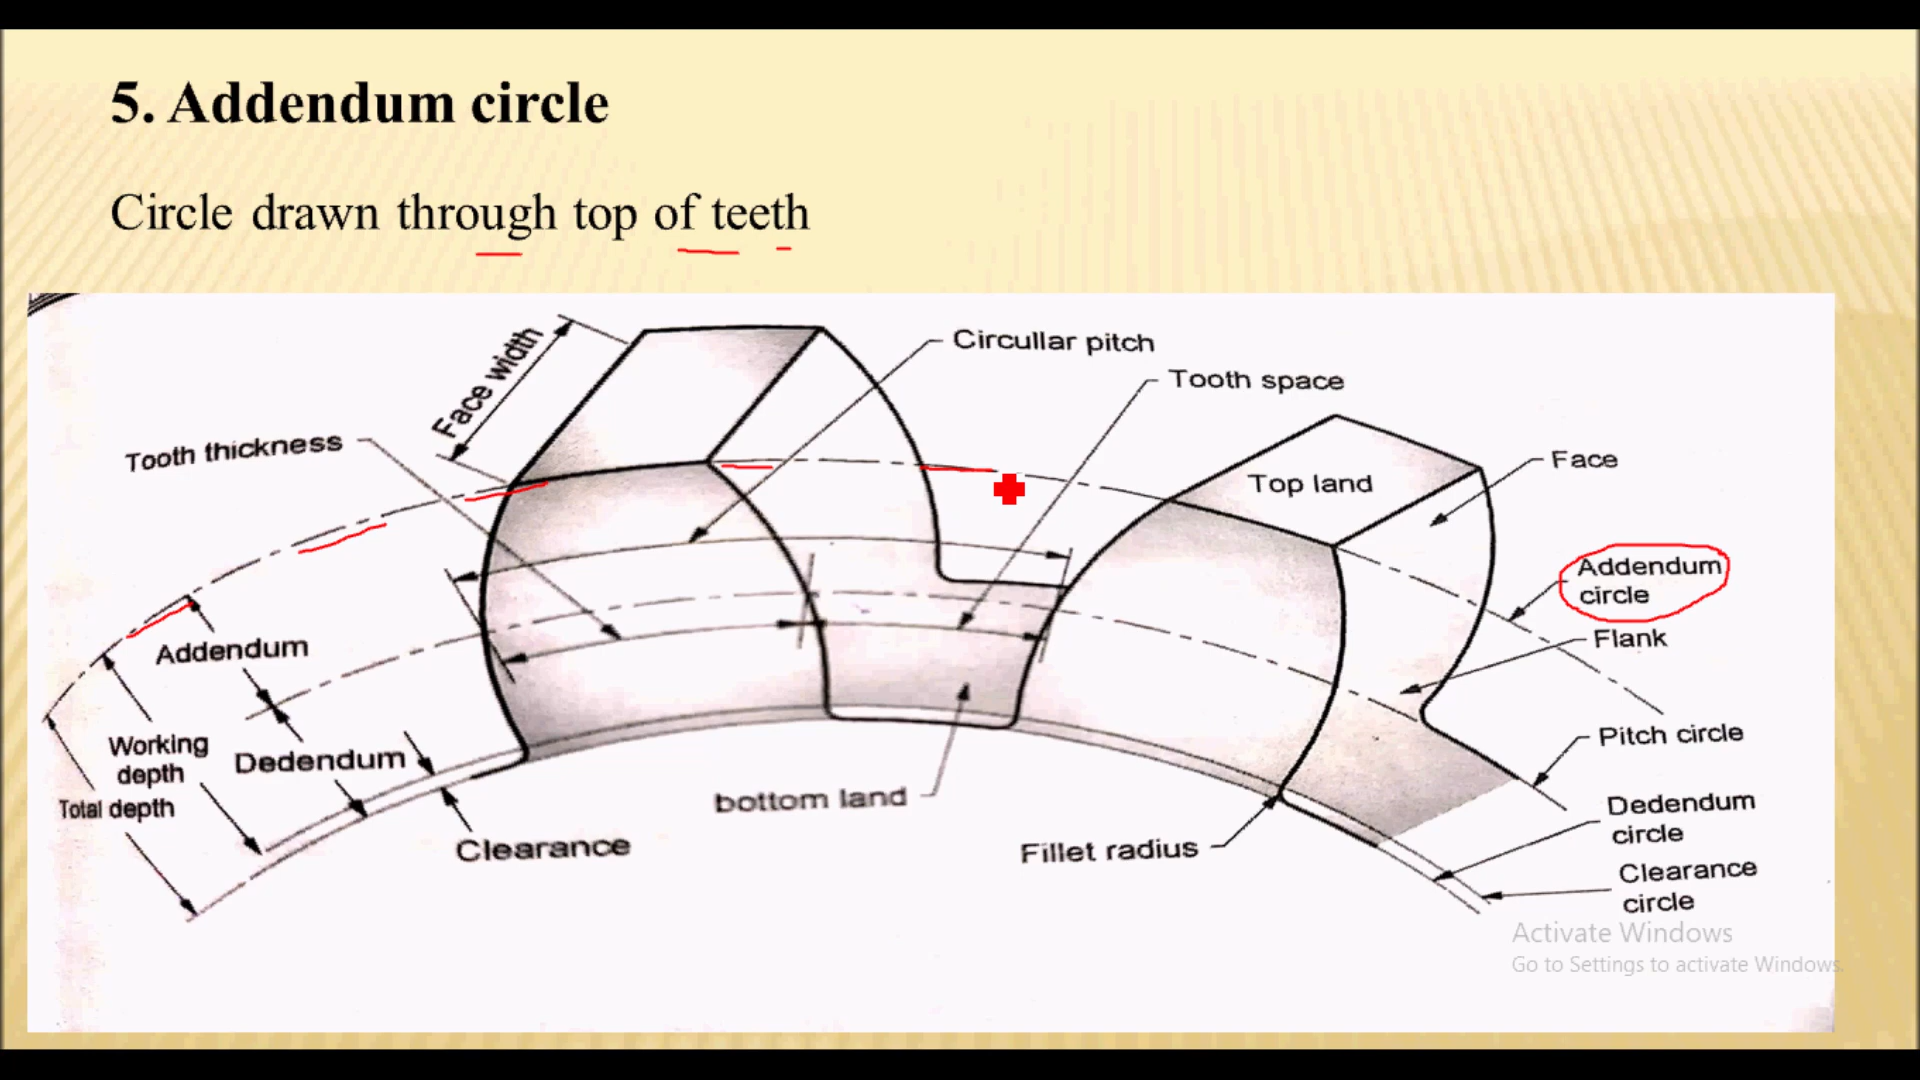 5. Addendum circle
Circle drawn through top of teeth
Face width
Circullar pitch
Tooth space
Tooth thickness
Face
Top land
Addendum
circle
Flank
Addendum
Pitch circle
Working
depth
Dedendum
Total depth
bottom land
Dedendum
circle
Clearance
Fillet radius
Clearance
circle
Activate Windows
Go to Settings to activate Windows.